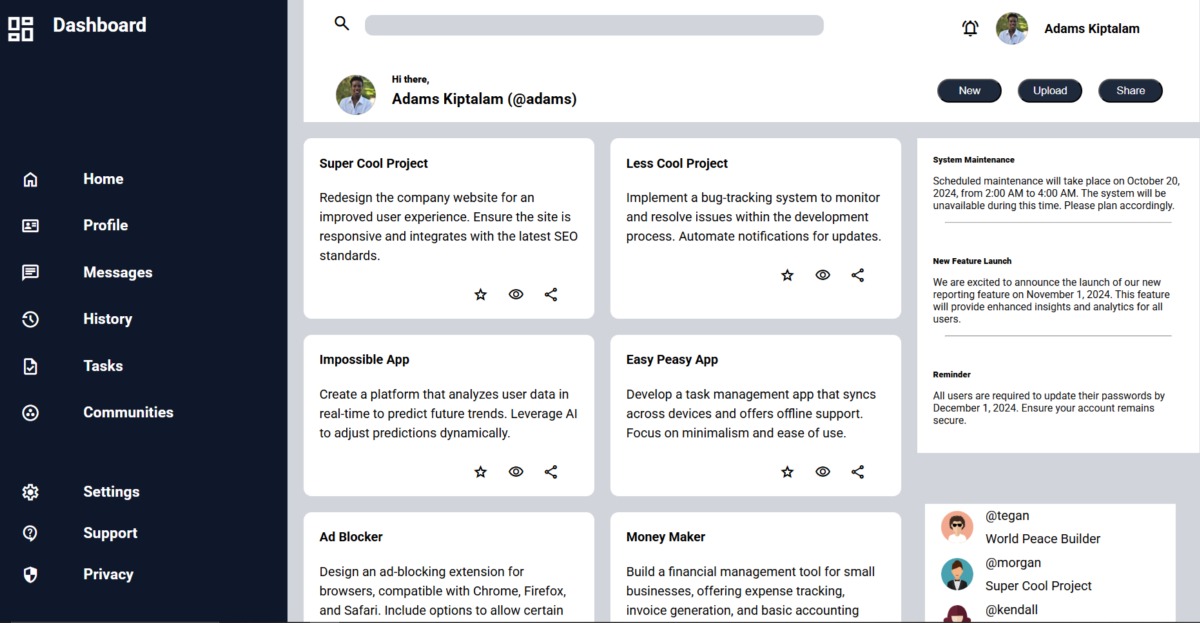 Dashboard
Home
Profile
Messages
History
Tasks
Communities
Settings
Support
Privacy
Adams Kiptalam
Hi there,
Adams Kiptalam (@adams)
New
Upload
Share
Super Cool Project
Redesign the company website for an
improved user experience. Ensure the site is
responsive and integrates with the latest SEO
standards.
Less Cool Project
Implement a bug-tracking system to monitor
and resolve issues within the development
process. Automate notifications for updates.
Impossible App
Create a platform that analyzes user data in
real-time to predict future trends. Leverage AI
to adjust predictions dynamically.
Easy Peasy App
Develop a task management app that syncs
across devices and offers offline support.
Focus on minimalism and ease of use.
Ad Blocker
Design an ad-blocking extension for
browsers, compatible with Chrome, Firefox,
and Safari. Include options to allow certain
Money Maker
Build a financial management tool for small
businesses, offering expense tracking,
invoice generation, and basic accounting
System Maintenance
Scheduled maintenance will take place on October 20,
2024, from 2:00 AM to 4:00 AM. The system will be
unavailable during this time. Please plan accordingly.
New Feature Launch
We are excited to announce the launch of our new
reporting feature on November 1, 2024. This feature
will provide enhanced insights and analytics for all
users.
Reminder
All users are required to update their passwords by
December 1, 2024. Ensure your account remains
secure.
@tegan
World Peace Builder
@morgan
Super Cool Project
@kendall